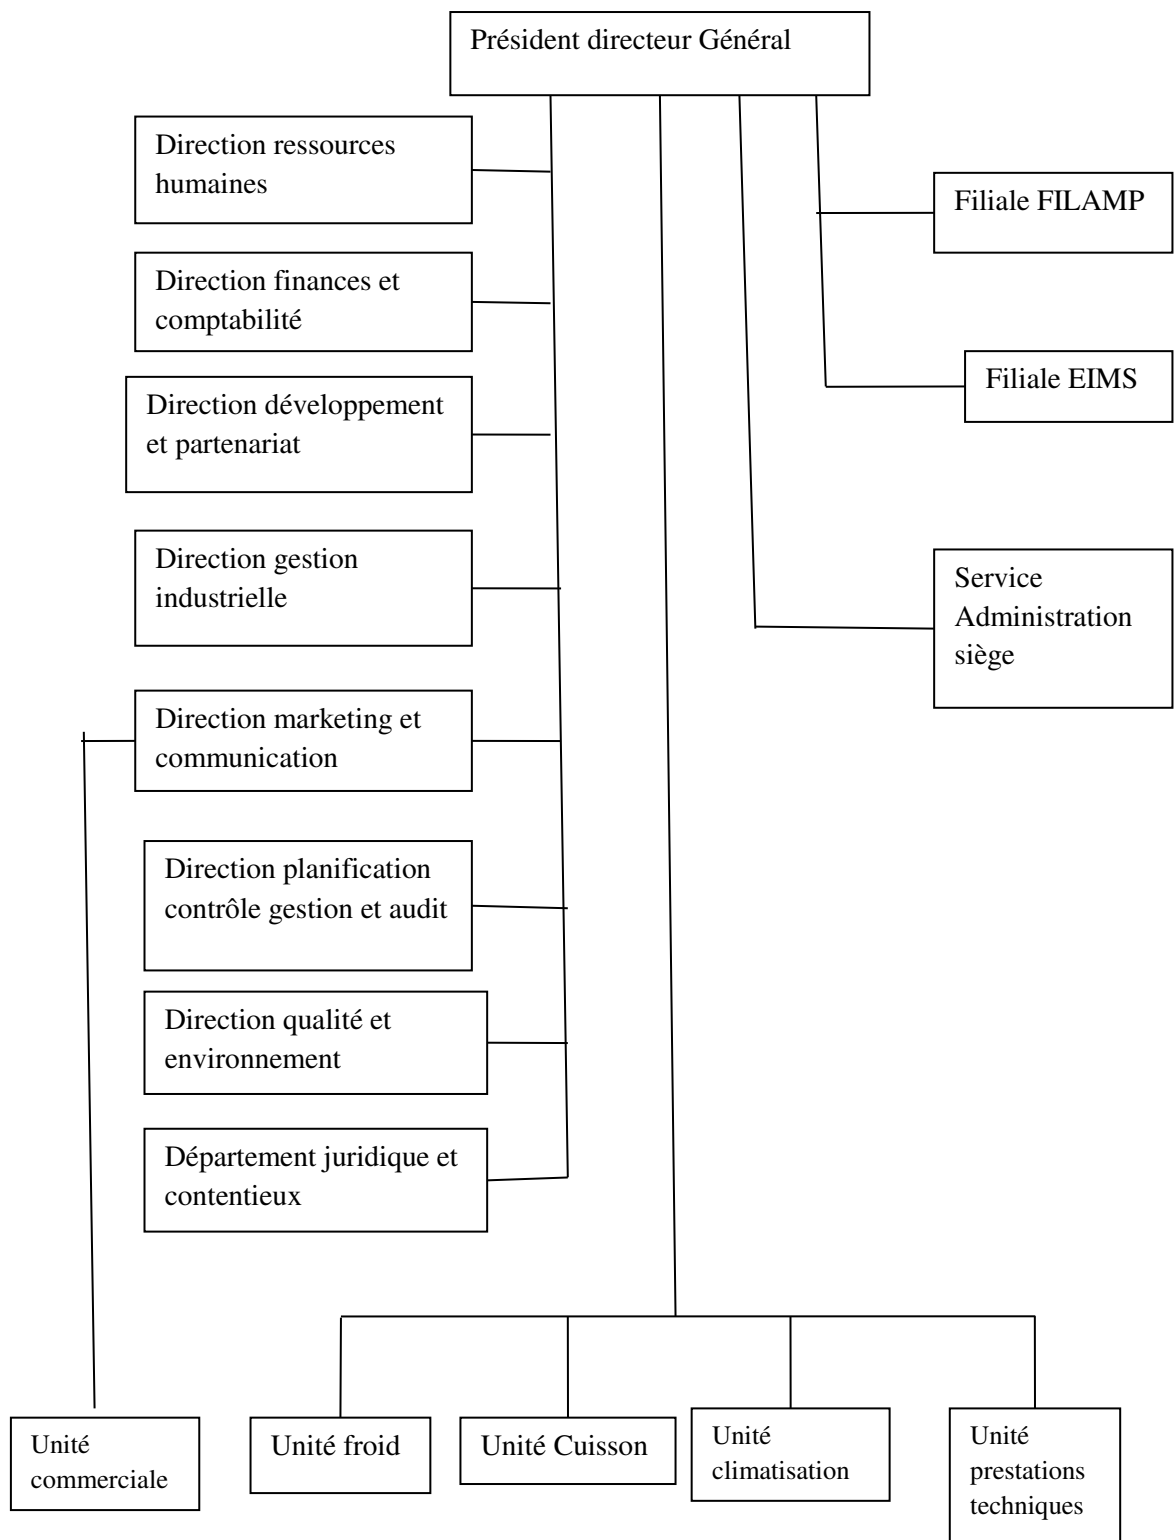 Président directeur Général
Direction ressources
humaines
Filiale FILAMP
Direction finances et
comptabilité
Filiale EIMS
Direction développement
et partenariat
Direction gestion
industrielle
Service
Administration
siège
Direction marketing et
communication
Direction planification
contrôle gestion et audit
Direction qualité et
environnement
Département juridique et
contentieux
Unité
commerciale
Unité froid
Unité Cuisson
Unité
climatisation
Unité
prestations
techniques